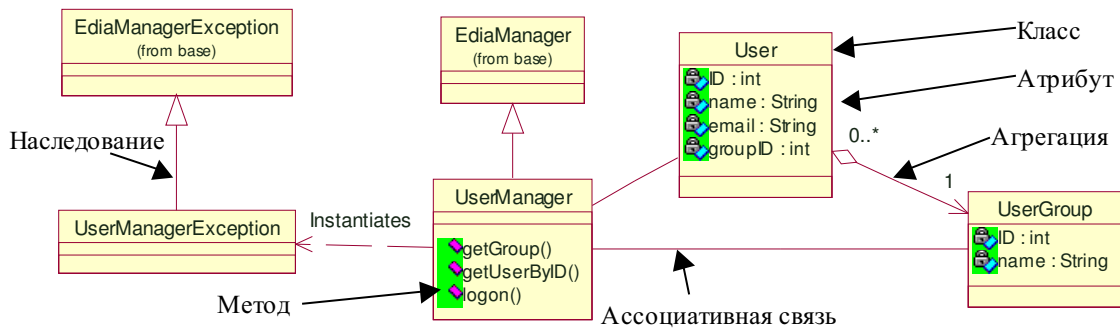 EdiaManagerException
(from base)
EdiaManager
(from base)
User
ID : int
name : String
email : String
groupID : int
Класс
Атрибут
0..*
Агрегация
1
Наследование
UserManagerException
Instantiates
UserManager
getGroup()
getUserByID()
logon()
UserGroup
ID : int
name : String
Метод
Ассоциативная связь